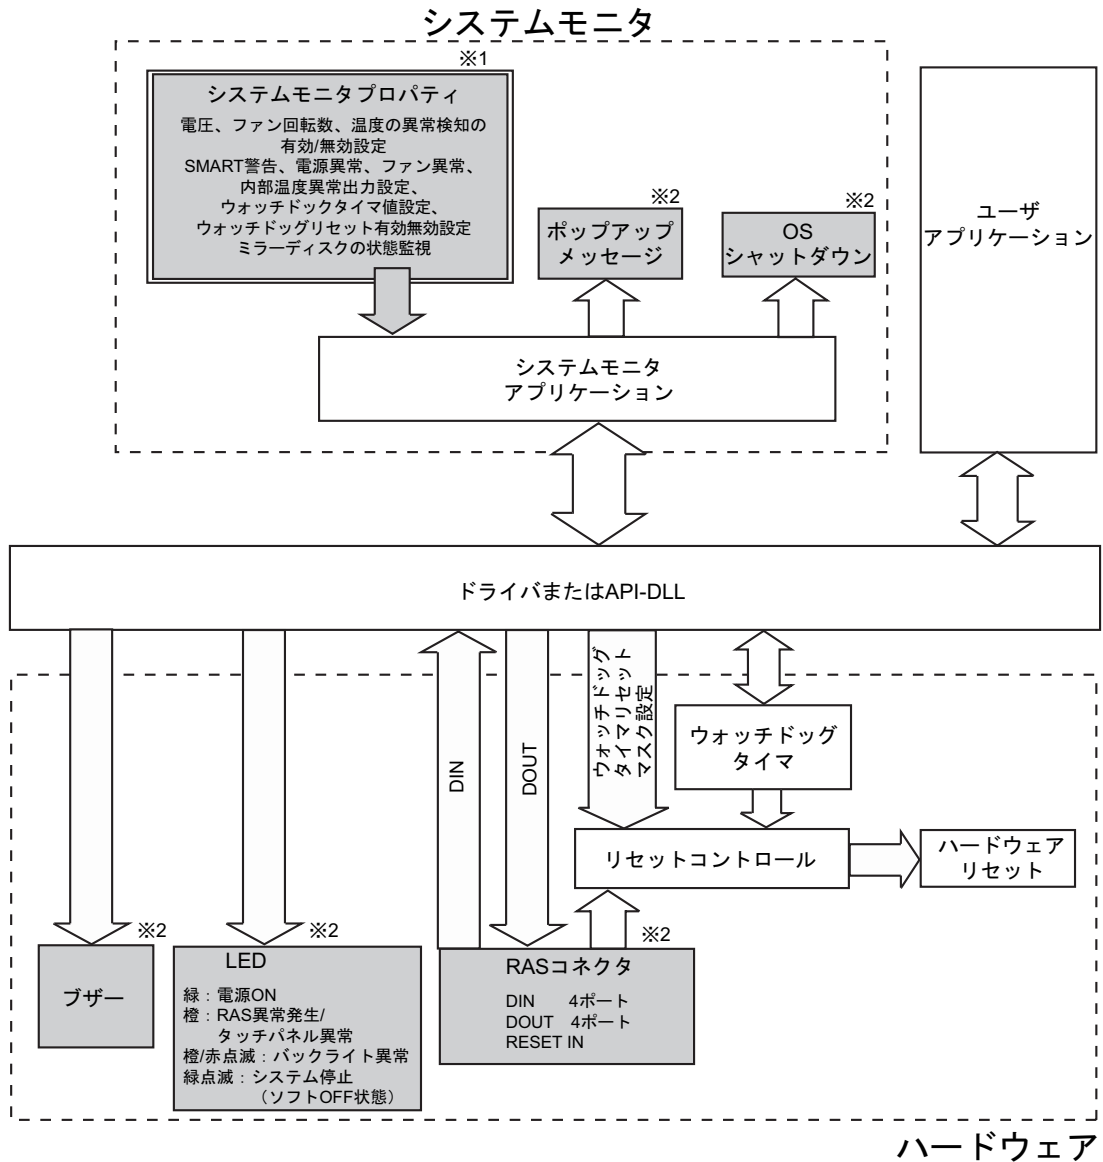 システムモニタ
※1
システムモニタプロパティ
電圧、ファン回転数、温度の異常検知の
有効/無効設定
SMART警告、電源異常、ファン異常、
内部温度異常出力設定、
ウォッチドックタイマ値設定、
ウォッチドッグリセット有効無効設定
ミラーディスクの状態監視
※2
ポップアップ
メッセージ
※2
OS
シャットダウン
ユーザ
アプリケーション
システムモニタ
アプリケーション
ドライバまたはAPI-DLL
DIN
DOUT
ウォッチドッグ
タイマリセット
マスク設定
ウォッチドッグ
タイマ
リセットコントロール
ハードウェア
リセット
※2
ブザー
※2
LED
緑：電源ON
橙：RAS異常発生/
タッチパネル異常
橙/赤点滅：バックライト異常
緑点滅：システム停止
（ソフトOFF状態）
※2
RASコネクタ
DIN 4ポート
DOUT 4ポート
RESET IN
ハードウェア